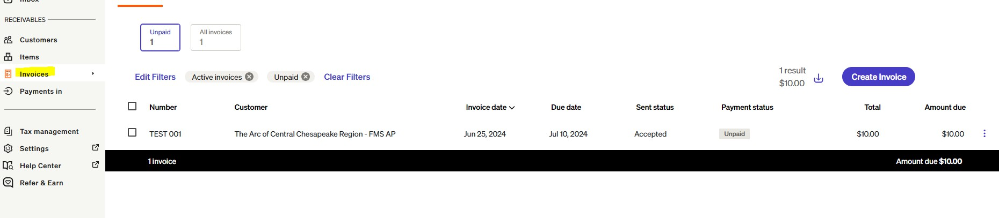 Inbox
RECEIVABLES
Customers
Items
Invoices
Payments in
Tax management
Settings
Help Center
Refer & Earn
Unpaid
1
All invoices
1
Edit Filters Active invoices Unpaid Clear Filters
1 result
$10.00
Create Invoice
Number Customer Invoice date Due date Sent status Payment status Total Amount due
TEST 001 The Arc of Central Chesapeake Region - FMS AP Jun 25, 2024 Jul 10, 2024 Accepted Unpaid $10.00 $10.00
1 invoice Amount due $10.00